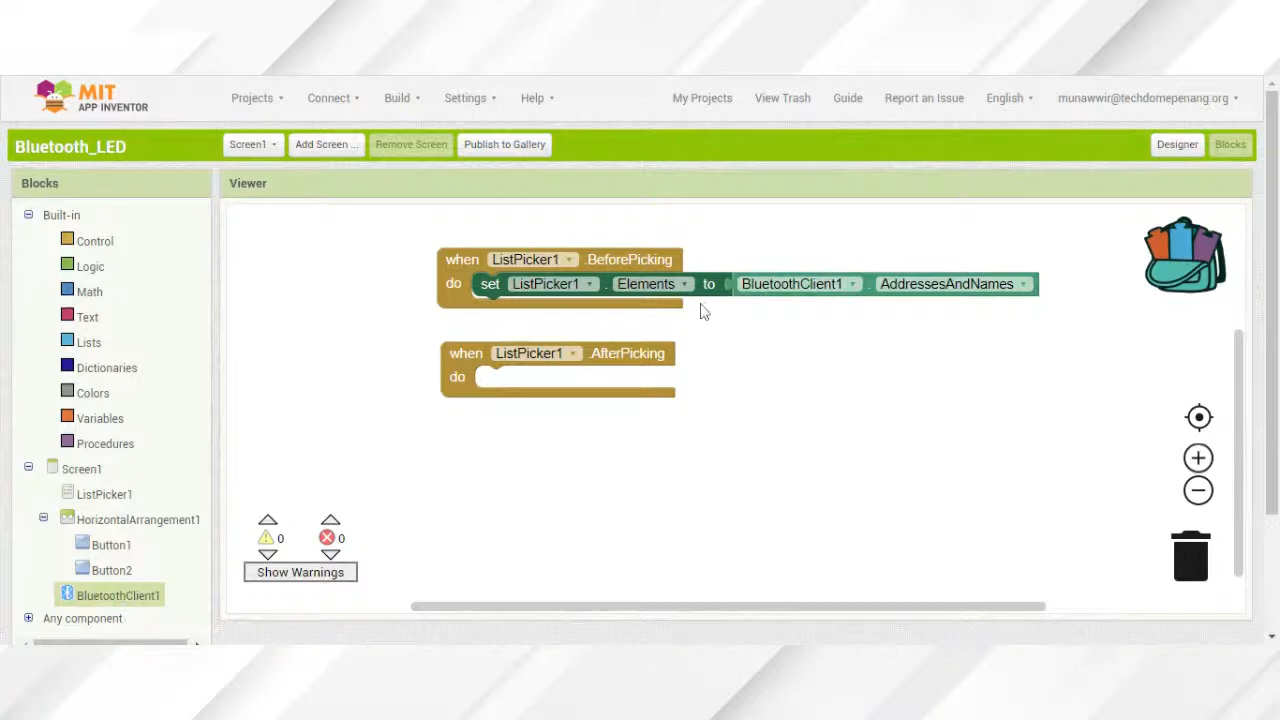 MIT
APP INVENTOR
Projects Connect Build Settings Help My Projects View Trash Guide Report an Issue English munawwir@techdomepenang.org
Bluetooth_LED Screen1 Add Screen ... Remove Screen Publish to Gallery Designer Blocks
Blocks
Viewer
Built-in
Control
Logic
Math
Text
Lists
Dictionaries
Colors
Variables
Procedures
Screen1
ListPicker1
HorizontalArrangement1
Button1
Button2
BluetoothClient1
Any component
when ListPicker1 .BeforePicking
do set ListPicker1 . Elements to BluetoothClient1 . AddressesAndNames
when ListPicker1 .AfterPicking
do
0 0
Show Warnings